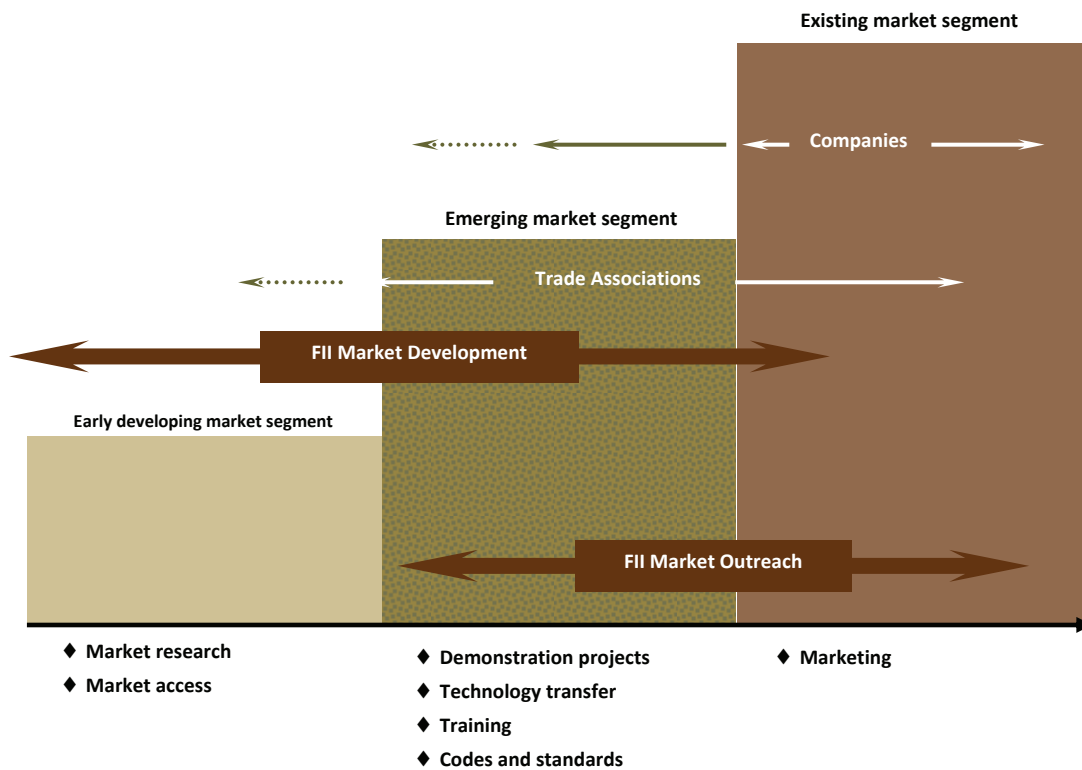 Existing market segment
Companies
Emerging market segment
Trade Associations
FII Market Development
Early developing market segment
FII Market Outreach
♦ Market research
♦ Market access
♦ Demonstration projects
♦ Technology transfer
♦ Training
♦ Codes and standards
♦ Marketing